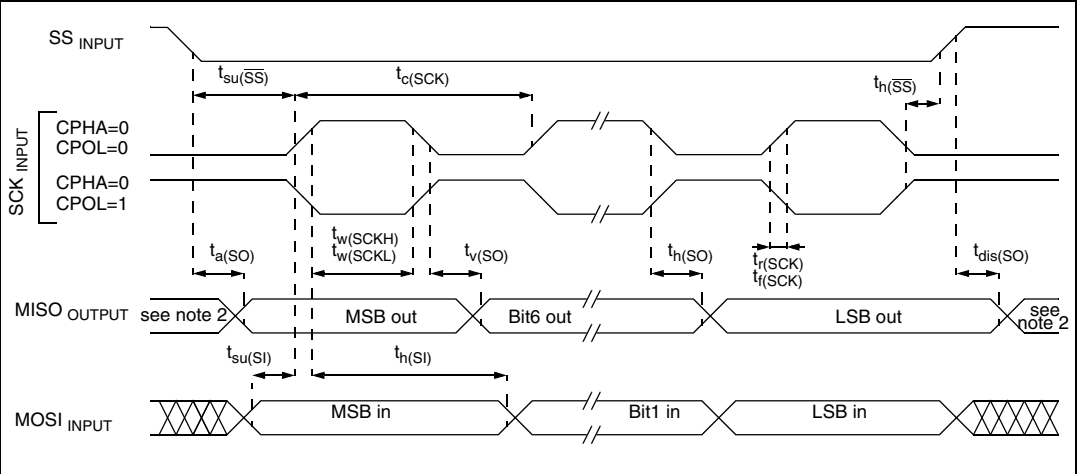 SS INPUT
tsu(SS) tc(SCK) th(SS)
SCK INPUT
CPHA=0
CPOL=0
CPHA=0
CPOL=1
tw(SCKH)
tw(SCKL)
ta(SO) tv(SO) th(SO) tr(SCK)
tf(SCK)
tdis(SO)
MISO OUTPUT see note 2 MSB out Bit6 out LSB out see
note 2
tsu(SI) th(SI)
MOSI INPUT MSB in Bit1 in LSB in